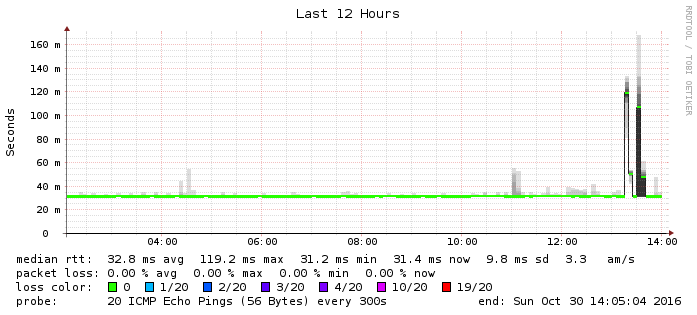 Last 12 Hours
RRDTOOL / TOBI OETIKER
Seconds
160 m
140 m
120 m
100 m
80 m
60 m
40 m
20 m
0
04:00 06:00 08:00 10:00 12:00 14:00
median rtt: 32.8 ms avg 119.2 ms max 31.2 ms min 31.4 ms now 9.8 ms sd 3.3 am/s
packet loss: 0.00 % avg 0.00 % max 0.00 % min 0.00 % now
loss color: 0 1/20 2/20 3/20 4/20 10/20 19/20
probe: 20 ICMP Echo Pings (56 Bytes) every 300s end: Sun Oct 30 14:05:04 2016